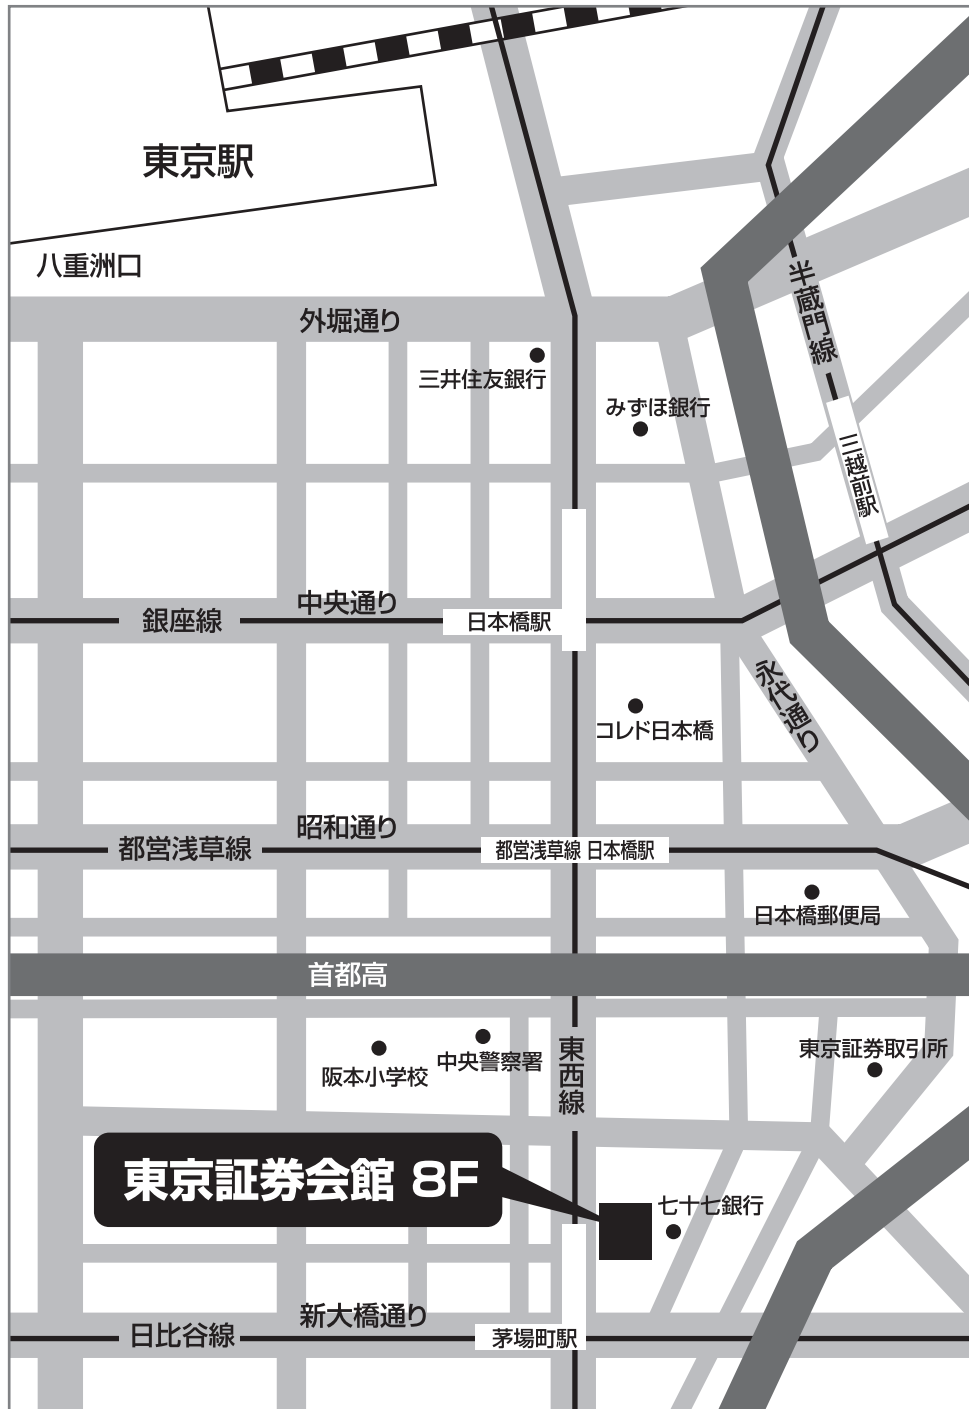 東京駅
八重洲口
外堀通り
半蔵門線
三井住友銀行
みずほ銀行
三越前駅
中央通り
銀座線
日本橋駅
永代通り
コレド日本橋
昭和通り
都営浅草線
都営浅草線 日本橋駅
日本橋郵便局
首都高
東京証券取引所
中央警察署
阪本小学校
東西線
東京証券会館 8F
七十七銀行
新大橋通り
日比谷線
茅場町駅